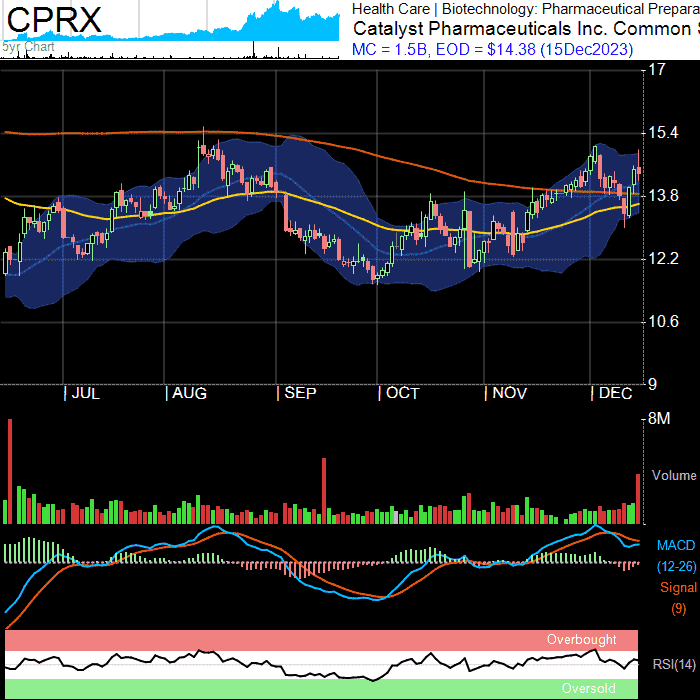 CPRX
5yr Chart
Health Care | Biotechnology: Pharmaceutical Prepara
Catalyst Pharmaceuticals Inc. Common S
MC = 1.5B, EOD = $14.38 (15Dec2023)
17
15.4
13.8
12.2
10.6
9
| JUL | AUG | SEP | OCT | NOV | DEC
8M
Volume
MACD
(12-26)
Signal
(9)
Overbought
RSI(14)
Oversold